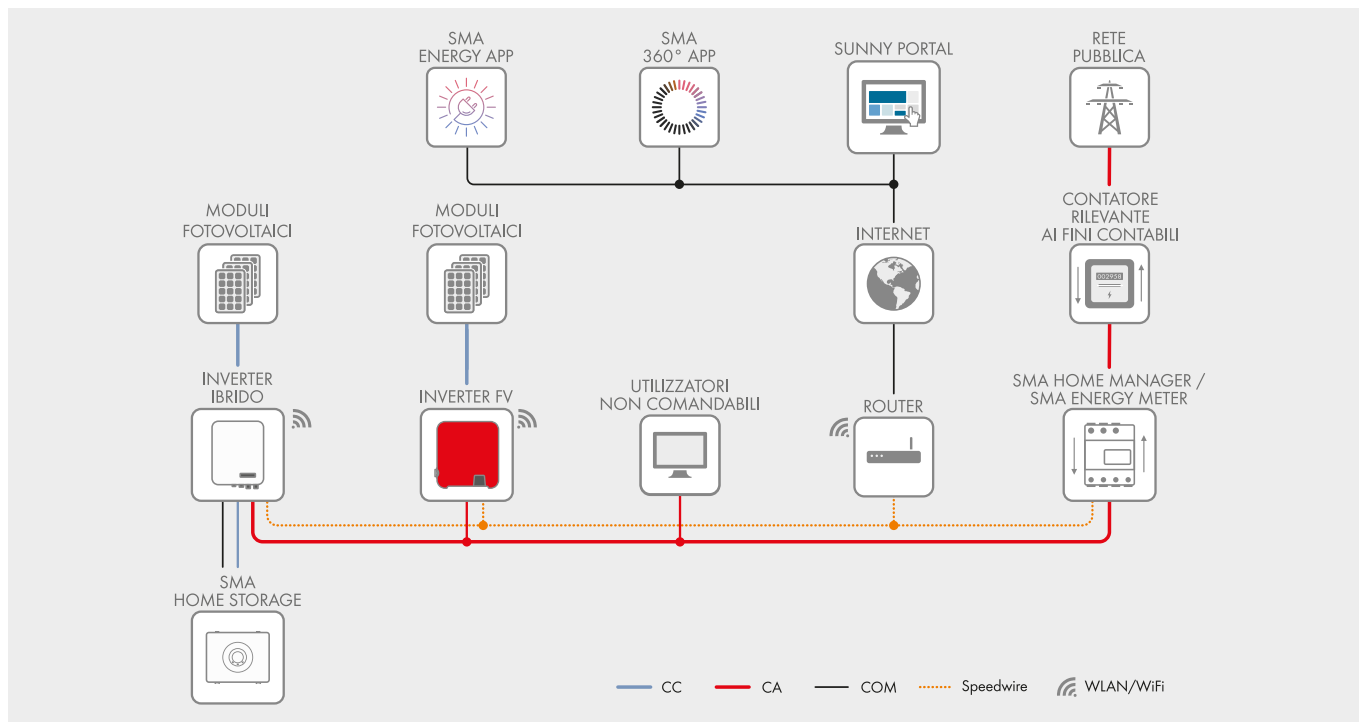 SMA
ENERGY APP
SMA
360° APP
SUNNY PORTAL
RETE
PUBBLICA
MODULI
FOTOVOLTAICI
MODULI
FOTOVOLTAICI
INTERNET
CONTATORE
RILEVANTE
AI FINI CONTABILI
002938
INVERTER
IBRIDO
INVERTER FV
UTILIZZATORI
NON COMANDABILI
ROUTER
SMA HOME MANAGER /
SMA ENERGY METER
SMA
HOME STORAGE
CC
CA
COM
Speedwire
WLAN/WiFi